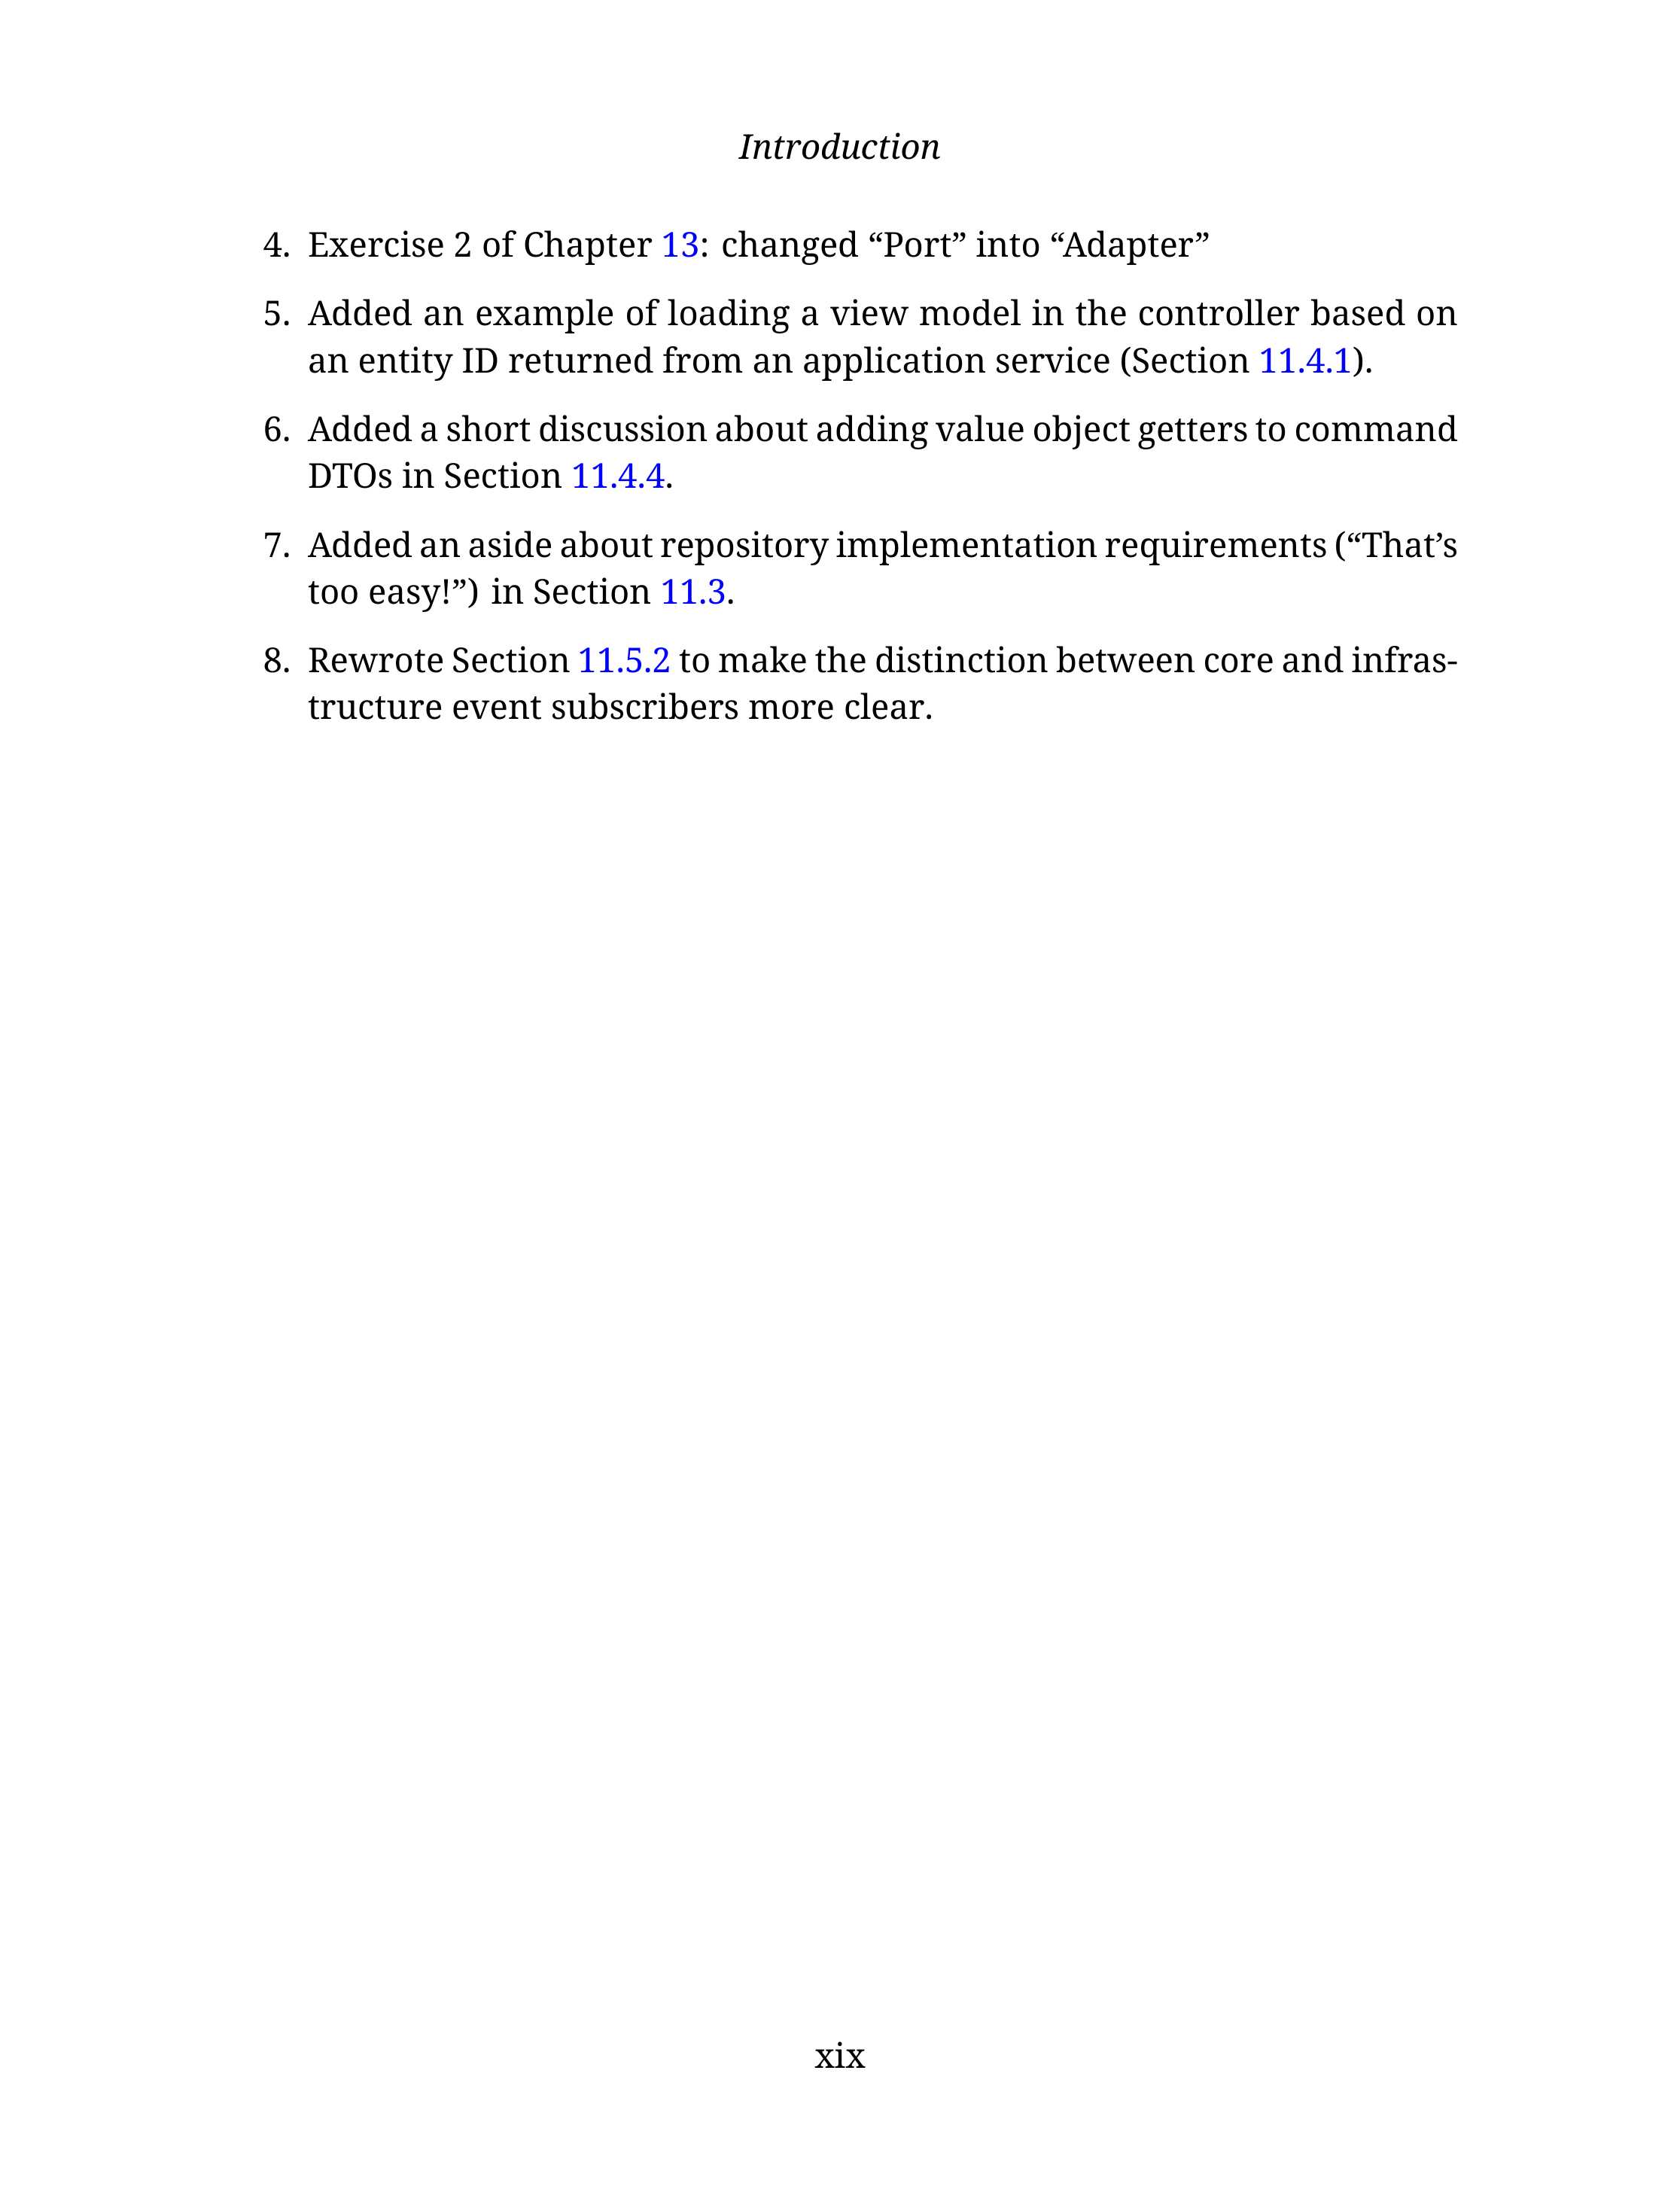 Introduction
4. Exercise 2 of Chapter 13: changed “Port” into “Adapter”
5. Added an example of loading a view model in the controller based on
an entity ID returned from an application service (Section 11.4.1).
6. Added a short discussion about adding value object getters to command
DTOs in Section 11.4.4.
7. Added an aside about repository implementation requirements (“That’s
too easy!”) in Section 11.3.
8. Rewrote Section 11.5.2 to make the distinction between core and infras-
tructure event subscribers more clear.
xix